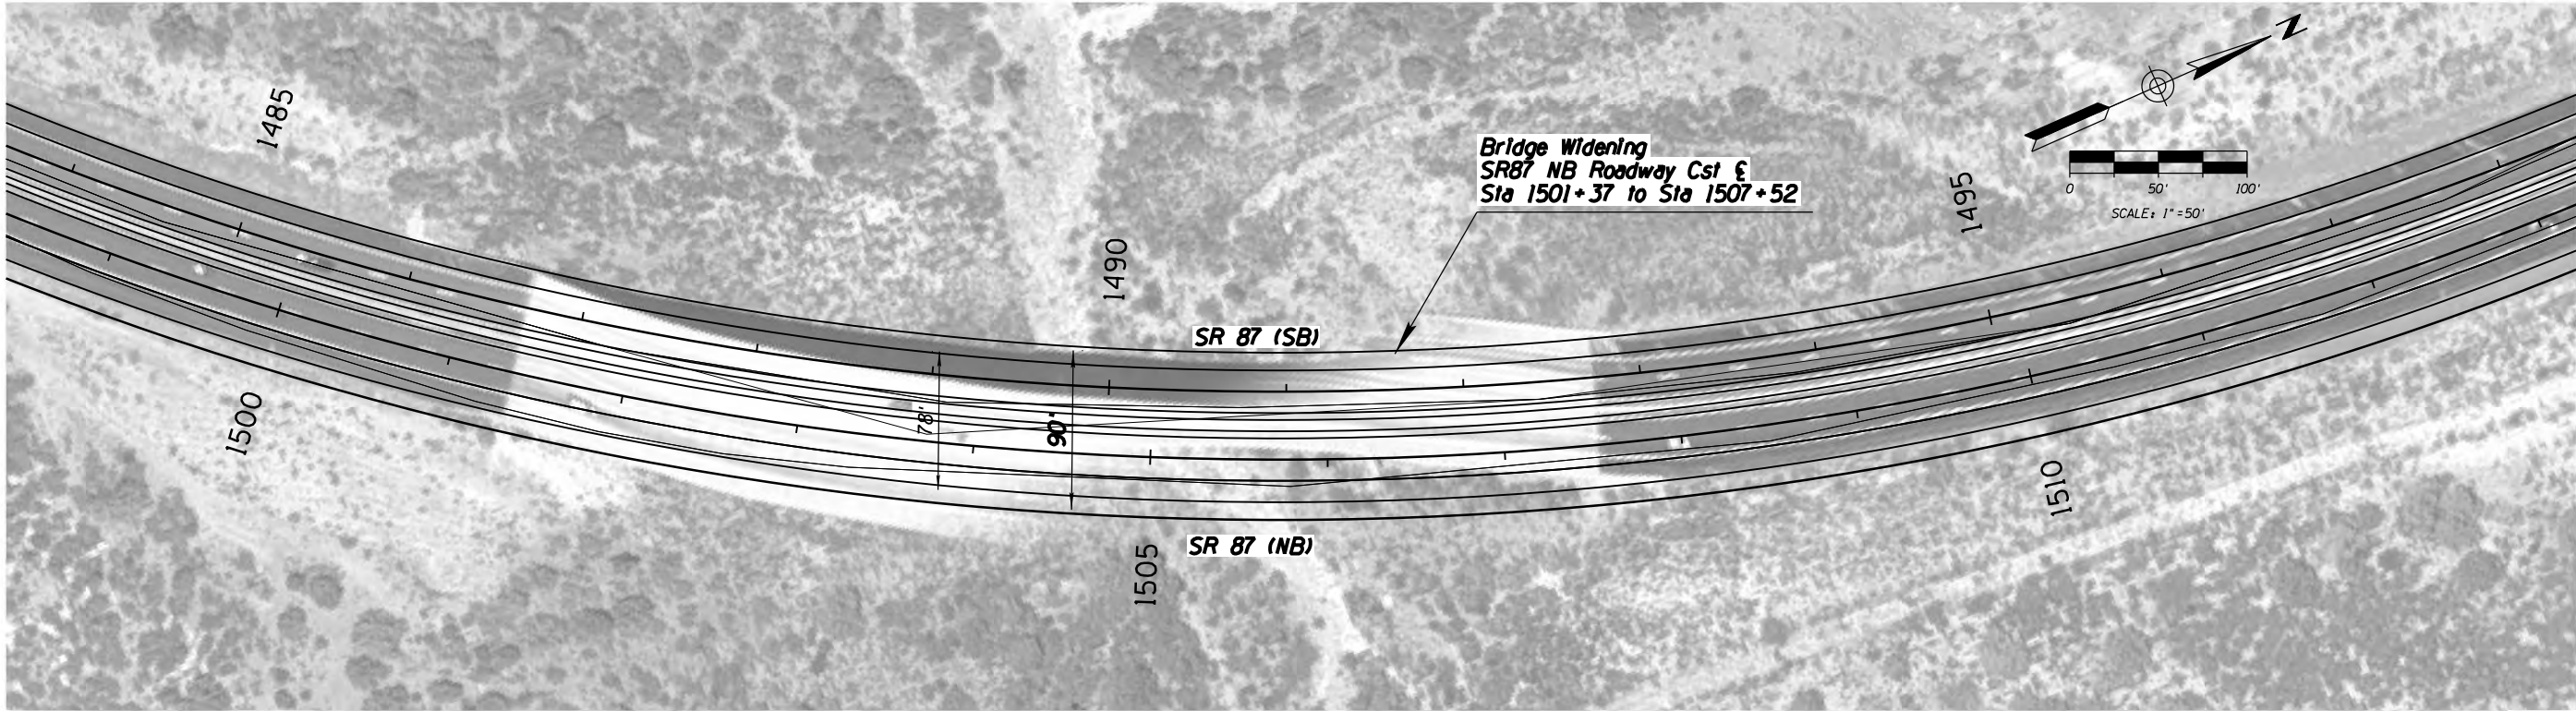 N
1485
Bridge Widening
SR87 NB Roadway Cst ℄
Sta 1501+37 to Sta 1507+52
0 50' 100'
SCALE: 1"=50'
1495
1490
SR 87 (SB)
1500
78'
90'
1510
SR 87 (NB)
1505